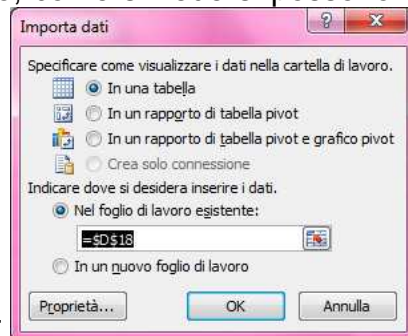 Importa dati
Specificare come visualizzare i dati nella cartella di lavoro.
In una tabella
In un rapporto di tabella pivot
In un rapporto di tabella pivot e grafico pivot
Crea solo connessione
Indicare dove si desidera inserire i dati.
Nel foglio di lavoro esistente:
=$D$18
In un nuovo foglio di lavoro
Proprietà... OK Annulla